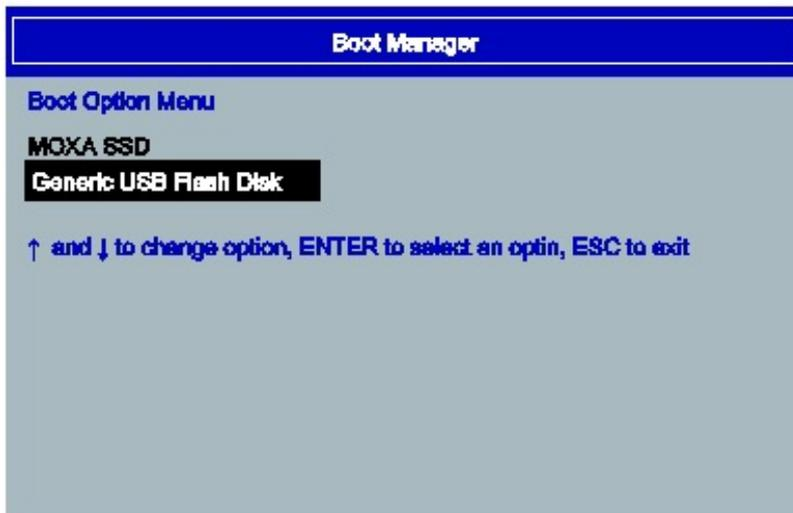 Boot Manager
Boot Option Menu
MOXA SSD
Generic USB Flash Disk
↑ and ↓ to change option, ENTER to select an optin, ESC to exit